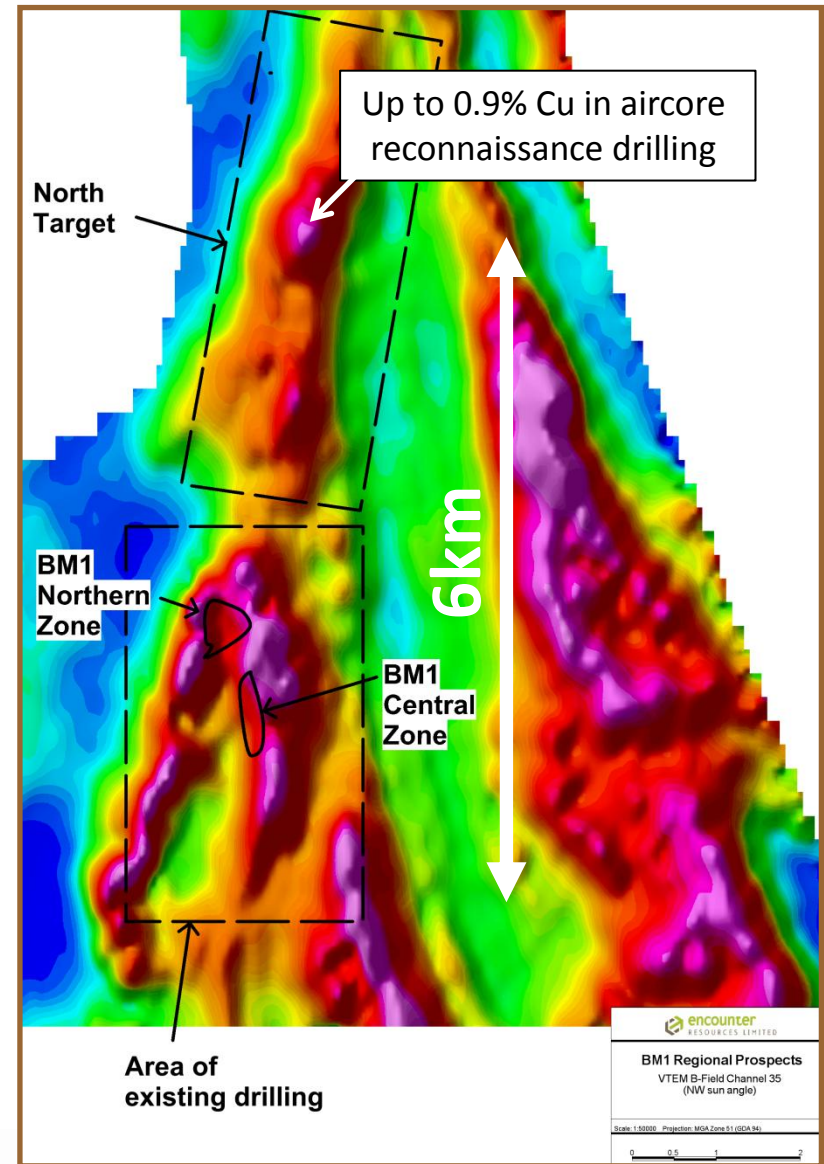 Up to 0.9% Cu in aircore
reconnaissance drilling
North
Target
6km
BM1
Northern
Zone
BM1
Central
Zone
Area of
existing drilling
encounter
RESOURCES LIMITED
BM1 Regional Prospects
VTEM B-Field Channel 35
(NW sun angle)
Scale: 1:50000 Projection: MGA Zone 51 (GDA 94)
0 0.5 1 2